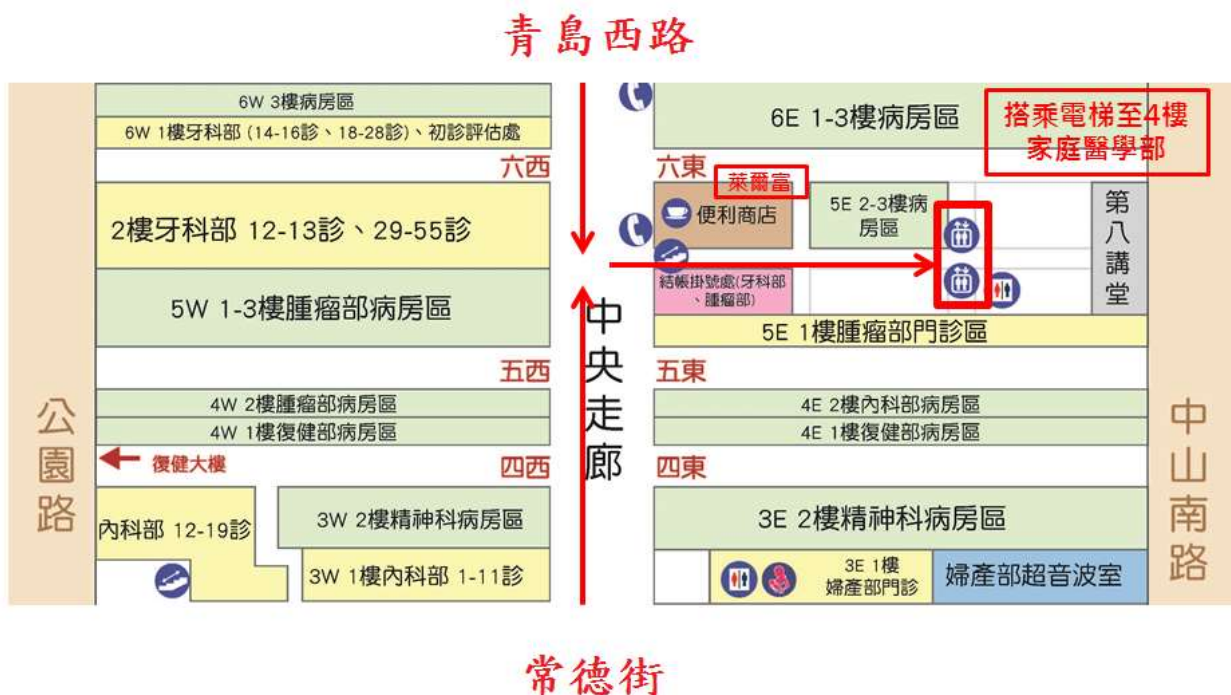 青島西路
6W 3樓病房區
6W 1樓牙科部 (14-16診、18-28診)、初診評估處
六西
2樓牙科部 12-13診、29-55診
5W 1-3樓腫瘤部病房區
五西
4W 2樓腫瘤部病房區
4W 1樓復健部病房區
復健大樓
四西
內科部 12-19診
3W 2樓精神科病房區
3W 1樓內科部 1-11診
公園路
中央走廊
6E 1-3樓病房區
搭乘電梯至4樓
家庭醫學部
六東
萊爾富
便利商店
5E 2-3樓病
房區
第八講堂
結帳掛號處(牙科部
、腫瘤部)
5E 1樓腫瘤部門診區
五東
4E 2樓內科部病房區
4E 1樓復健部病房區
四東
3E 2樓精神科病房區
3E 1樓
婦產部門診
婦產部超音波室
中山南路
常德街